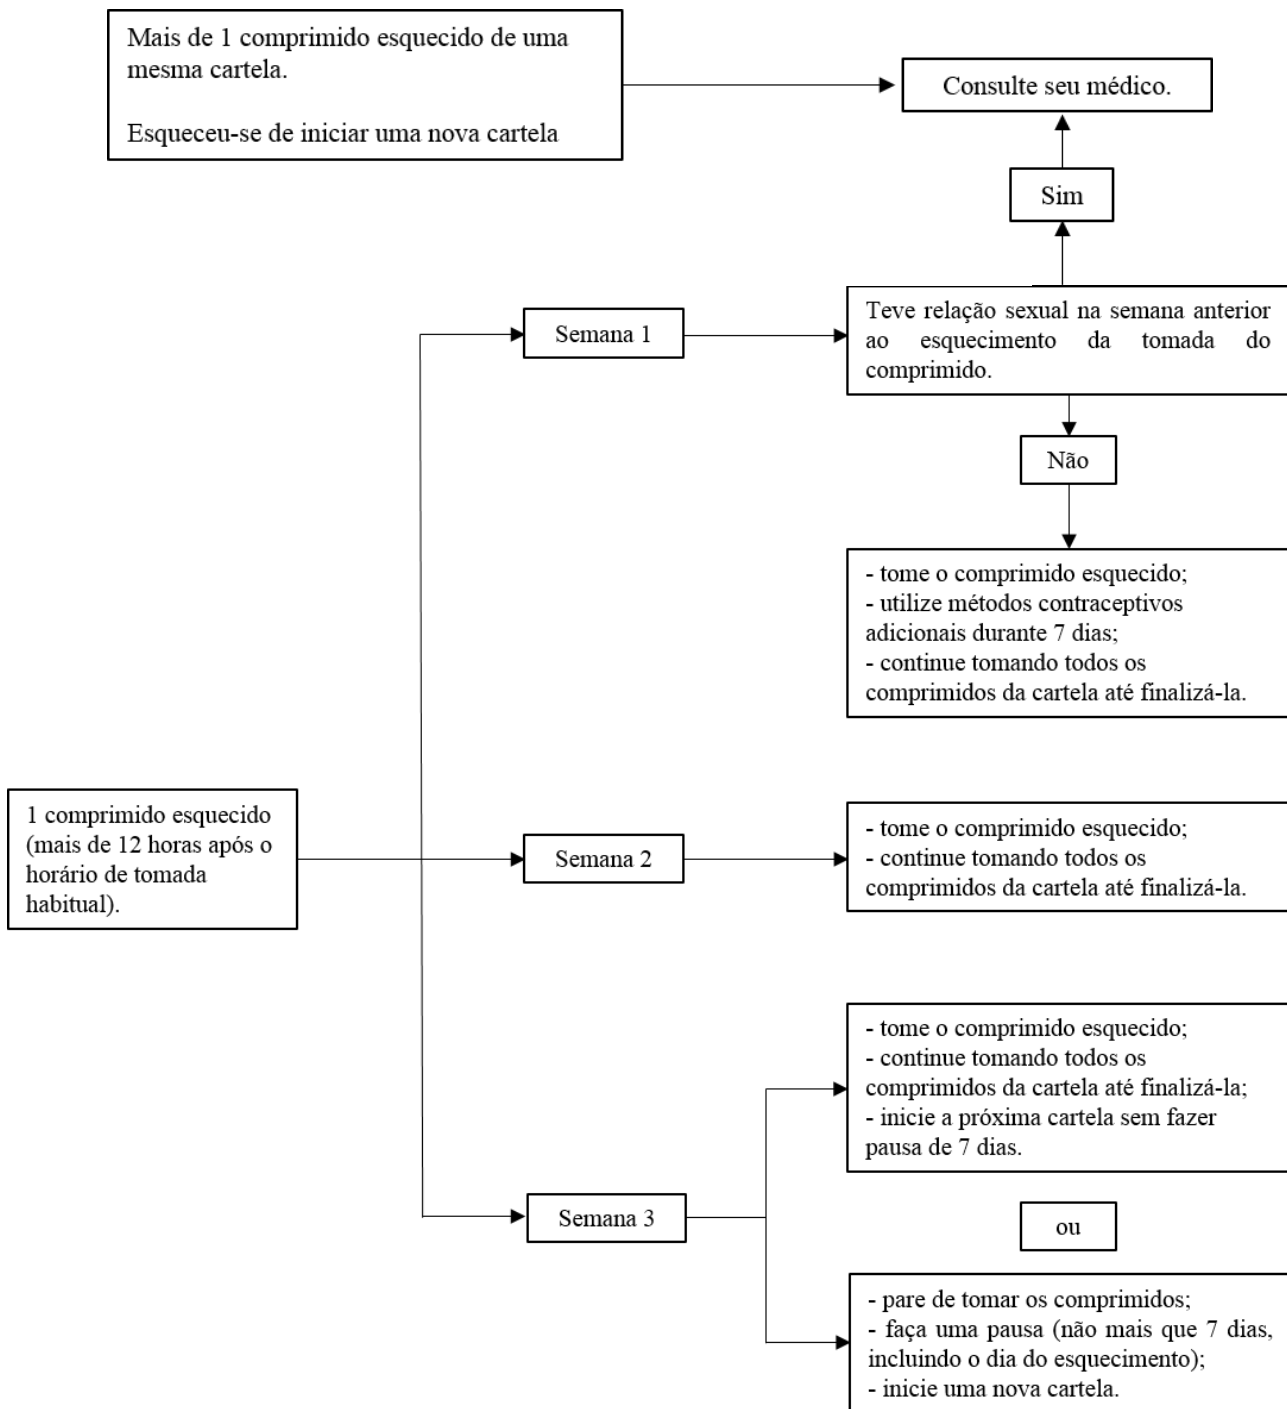 Mais de 1 comprimido esquecido de uma
mesma cartela.
Esqueceu-se de iniciar uma nova cartela
Consulte seu médico.
Sim
Semana 1
Teve relação sexual na semana anterior
ao esquecimento da tomada do
comprimido.
Não
- tome o comprimido esquecido;
- utilize métodos contraceptivos
adicionais durante 7 dias;
- continue tomando todos os
comprimidos da cartela até finalizá-la.
1 comprimido esquecido
(mais de 12 horas após o
horário de tomada
habitual).
Semana 2
- tome o comprimido esquecido;
- continue tomando todos os
comprimidos da cartela até finalizá-la.
Semana 3
- tome o comprimido esquecido;
- continue tomando todos os
comprimidos da cartela até finalizá-la;
- inicie a próxima cartela sem fazer
pausa de 7 dias.
ou
- pare de tomar os comprimidos;
- faça uma pausa (não mais que 7 dias,
incluindo o dia do esquecimento);
- inicie uma nova cartela.